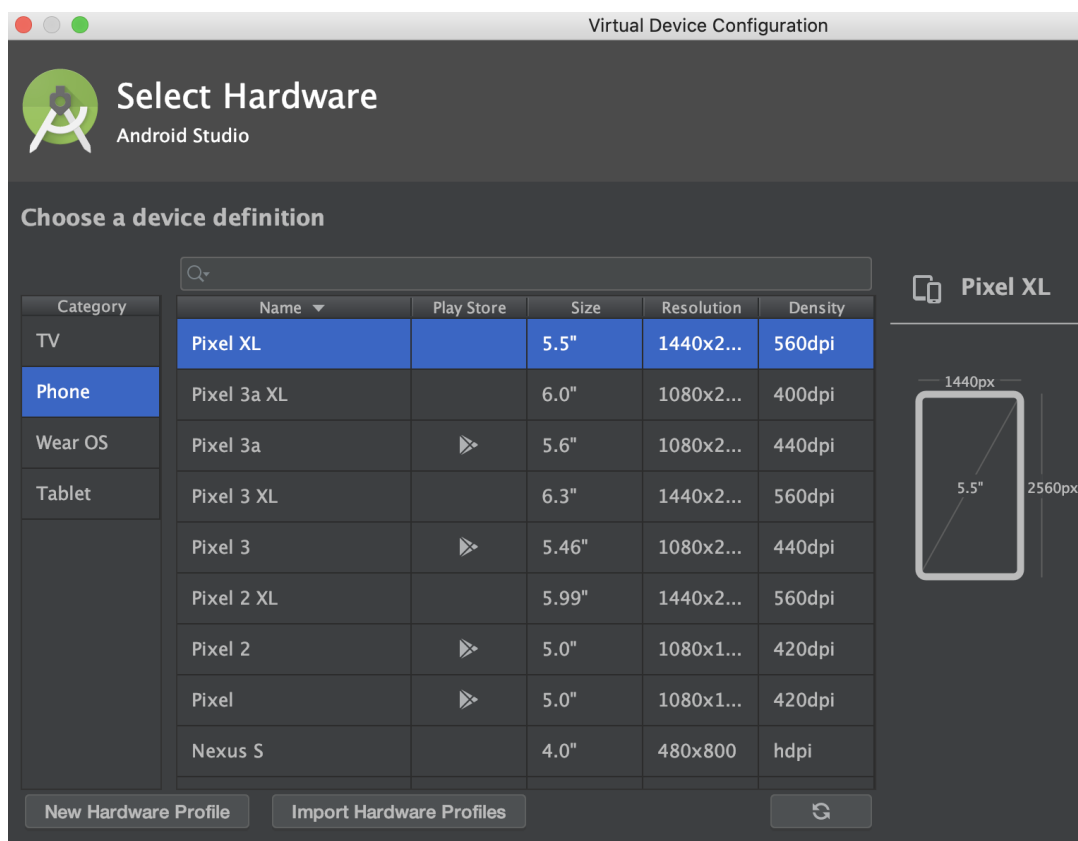 Virtual Device Configuration
Select Hardware
Android Studio
Choose a device definition
Category
TV
Phone
Wear OS
Tablet
Name Play Store Size Resolution Density
Pixel XL 5.5" 1440x2... 560dpi
Pixel 3a XL 6.0" 1080x2... 400dpi
Pixel 3a 5.6" 1080x2... 440dpi
Pixel 3 XL 6.3" 1440x2... 560dpi
Pixel 3 5.46" 1080x2... 440dpi
Pixel 2 XL 5.99" 1440x2... 560dpi
Pixel 2 5.0" 1080x1... 420dpi
Pixel 5.0" 1080x1... 420dpi
Nexus S 4.0" 480x800 hdpi
Pixel XL
1440px
5.5" 2560px
New Hardware Profile Import Hardware Profiles